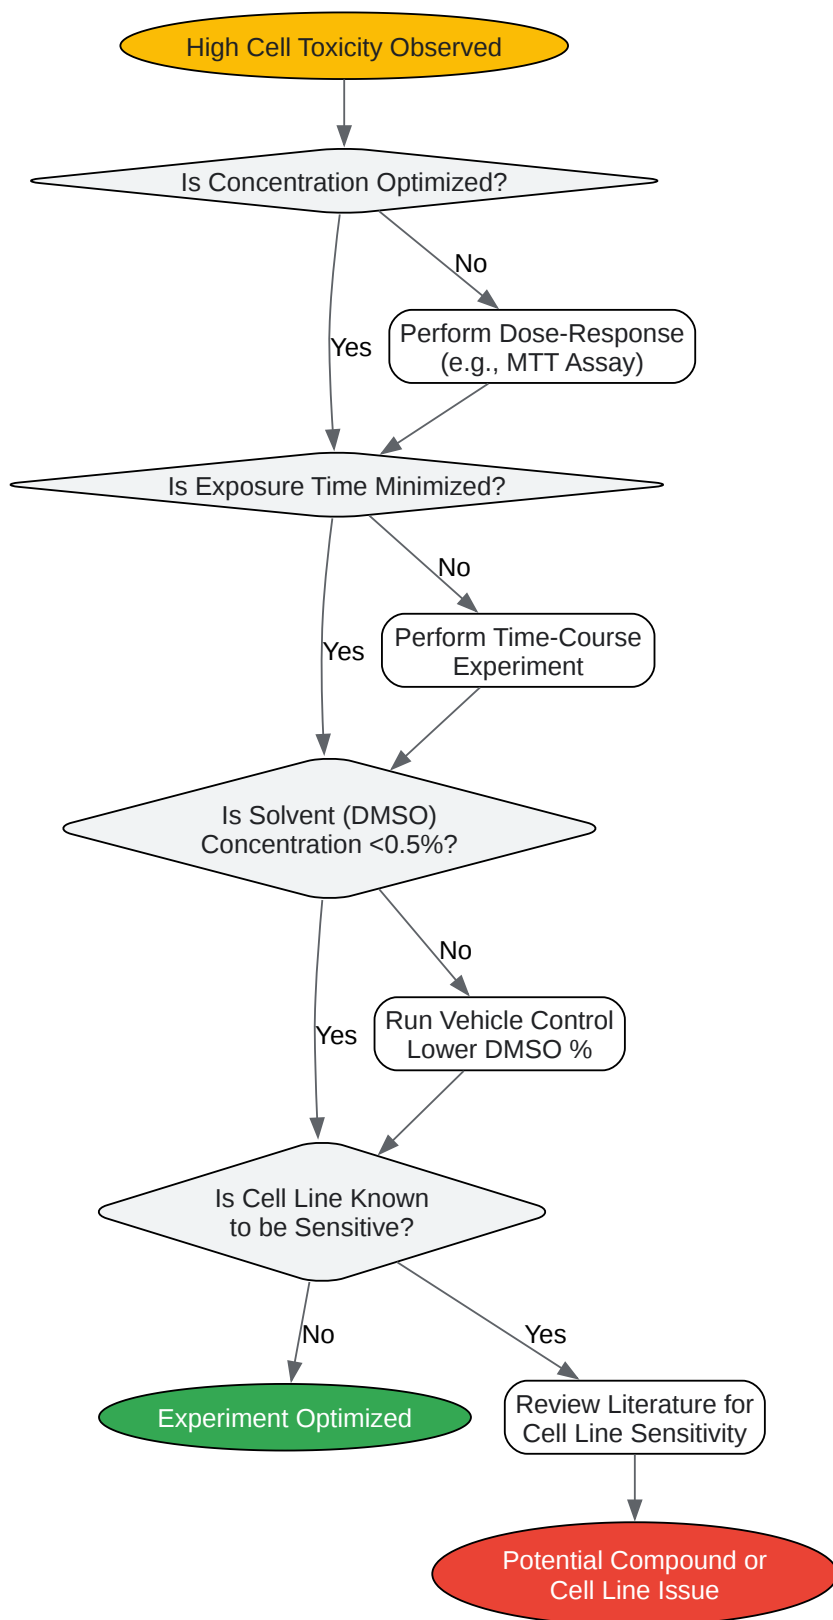 High Cell Toxicity Observed
Is Concentration Optimized?
No
Perform Dose-Response
(e.g., MTT Assay)
Yes
Is Exposure Time Minimized?
No
Perform Time-Course
Experiment
Yes
Is Solvent (DMSO)
Concentration <0.5%?
No
Run Vehicle Control
Lower DMSO %
Yes
Is Cell Line Known
to be Sensitive?
No
Yes
Experiment Optimized
Review Literature for
Cell Line Sensitivity
Potential Compound or
Cell Line Issue